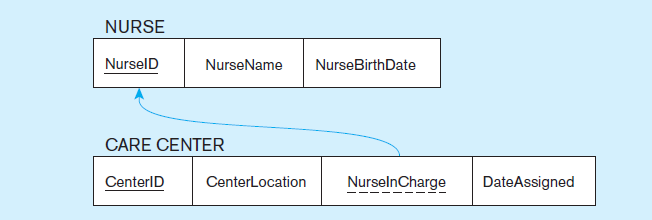 NURSE
NurseID NurseName NurseBirthDate
CARE CENTER
CenterID CenterLocation NurseInCharge DateAssigned